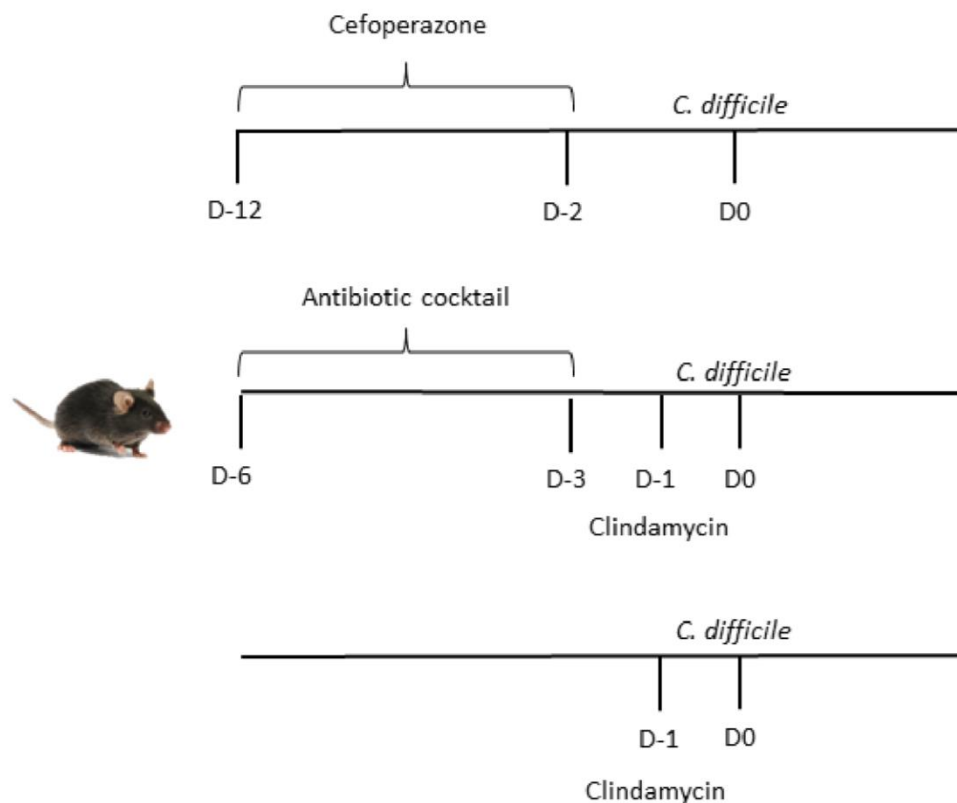 Cefoperazone
C. difficile
D-12 D-2 D0
Antibiotic cocktail
C. difficile
D-6 D-3 D-1 D0
Clindamycin
C. difficile
D-1 D0
Clindamycin